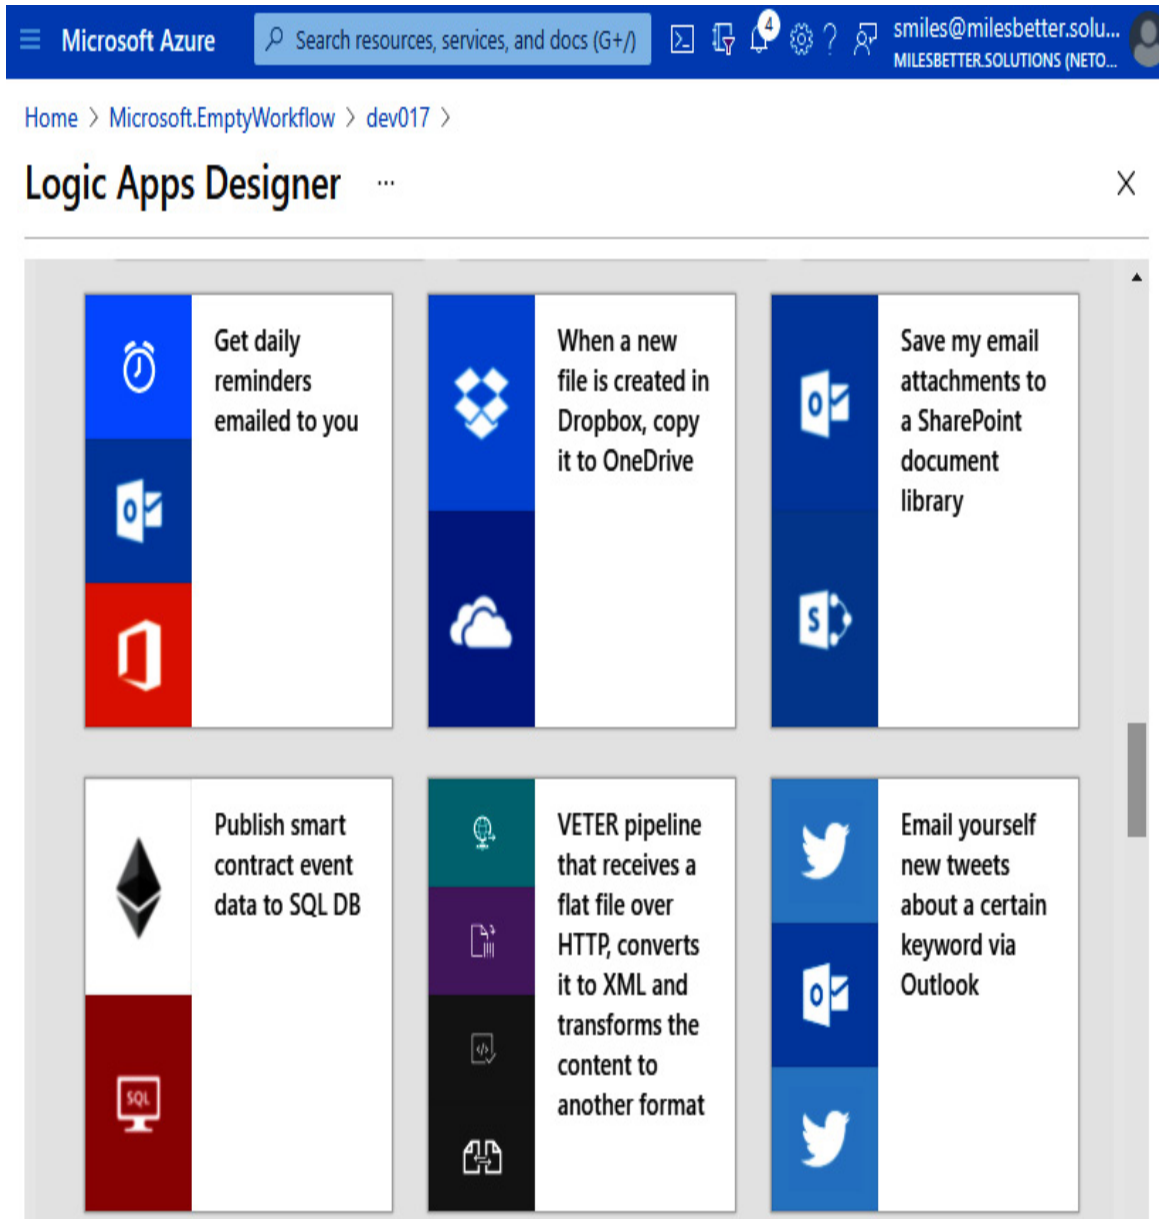 Microsoft Azure
Search resources, services, and docs (G+/)
4
smiles@milesbetter.solu...
MILESBETTER.SOLUTIONS (NETO...
Home > Microsoft.EmptyWorkflow > dev017 >
Logic Apps Designer ...
Get daily
reminders
emailed to you
When a new
file is created in
Dropbox, copy
it to OneDrive
Save my email
attachments to
a SharePoint
document
library
Publish smart
contract event
data to SQL DB
SQL
VETER pipeline
that receives a
flat file over
HTTP, converts
it to XML and
transforms the
content to
another format
Email yourself
new tweets
about a certain
keyword via
Outlook